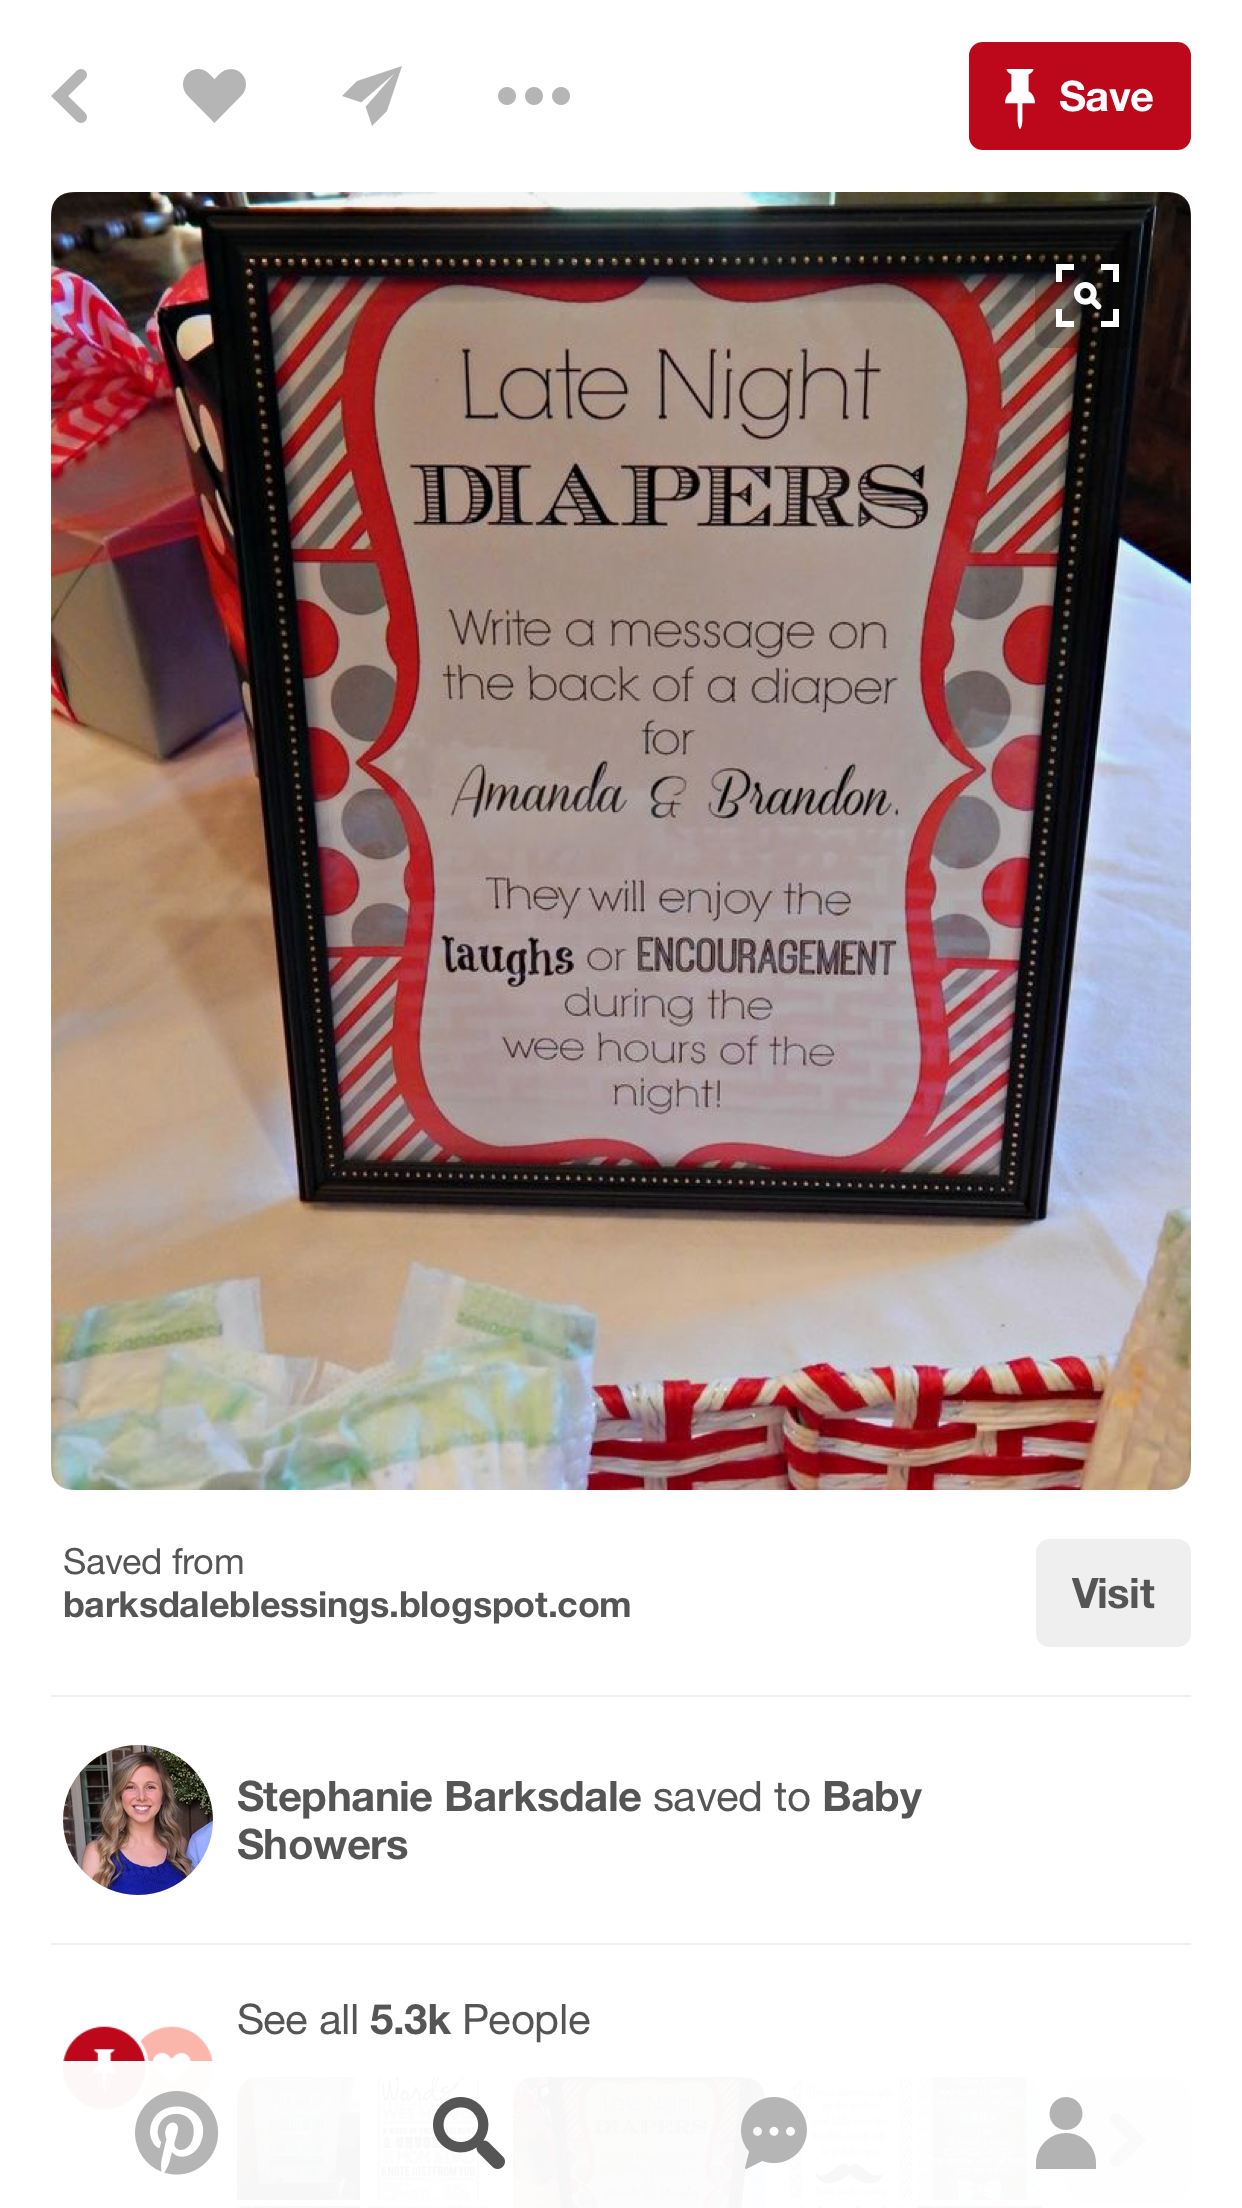 Save
Late Night
DIAPERS
Write a message on
the back of a diaper
for
Amanda & Brandon.
They will enjoy the
laughs or ENCOURAGEMENT
during the
wee hours of the
night!
Saved from
barksdaleblessings.blogspot.com
Visit
Stephanie Barksdale saved to Baby
Showers
See all 5.3k People